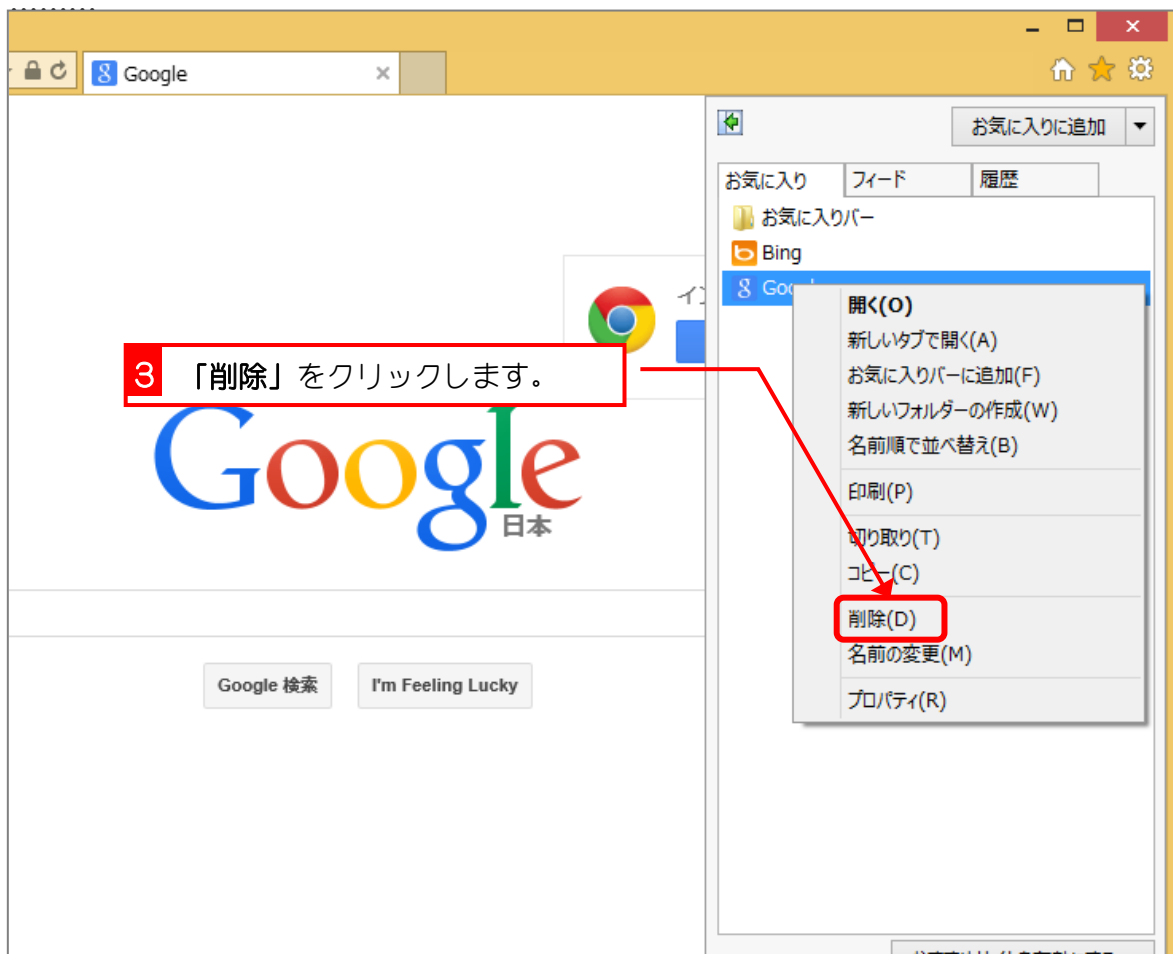 Google
お気に入りに追加
お気に入り
フィード
履歴
お気に入りバー
Bing
開く(O)
新しいタブで開く(A)
お気に入りバーに追加(F)
新しいフォルダーの作成(W)
名前順で並べ替え(B)
印刷(P)
切り取り(T)
コピー(C)
削除(D)
名前の変更(M)
プロパティ(R)
3 「削除」をクリックします。
Google
日本
Google 検索
I'm Feeling Lucky